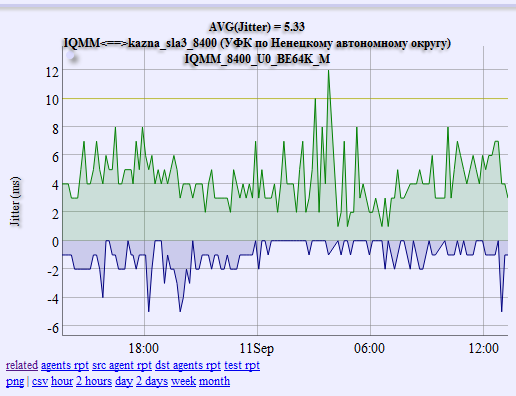 AVG(Jitter) = 5.33
IQMM<==>kazna_sla3_8400 (УФК по Ненецкому автономному округу)
IQMM_8400_U0_BE64K_M
12
10
8
6
4
2
0
-2
-4
-6
Jitter (ms)
18:00 11Sep 06:00 12:00
related agents rpt src agent rpt dst agents rpt test rpt
png | csv hour 2 hours day 2 days week month